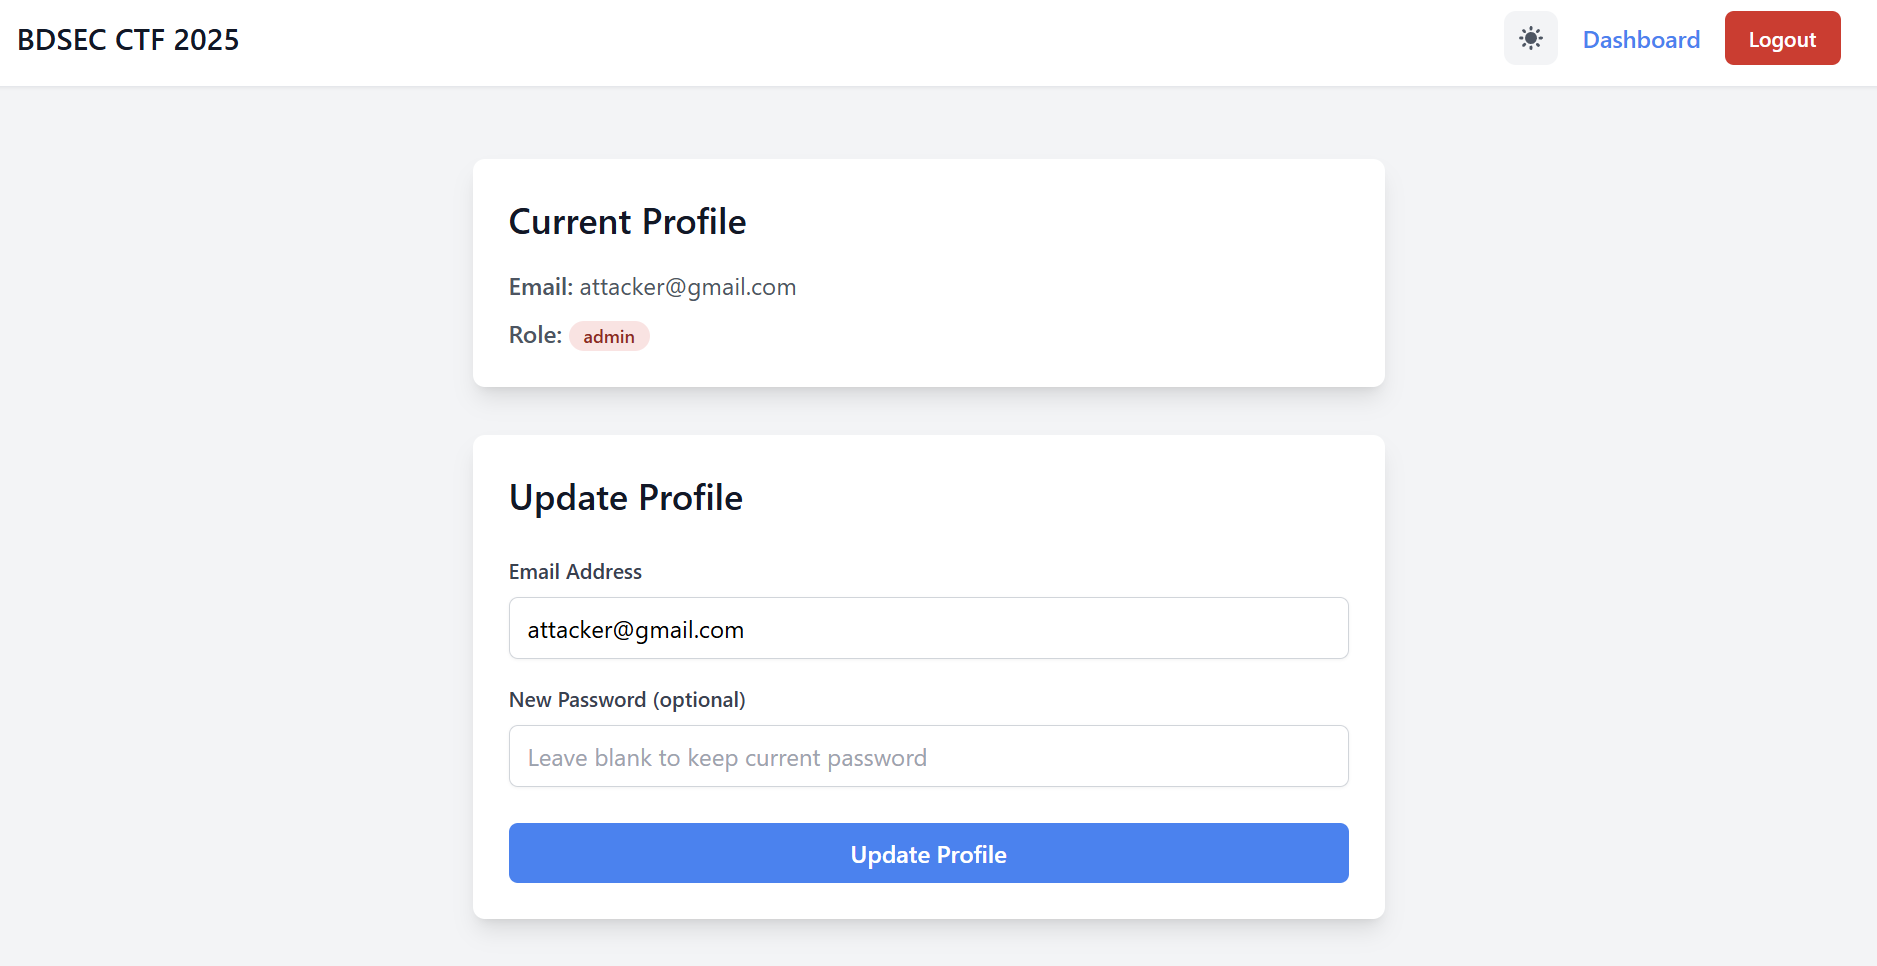 BDSEC CTF 2025
Dashboard
Logout
Current Profile
Email: attacker@gmail.com
Role: admin
Update Profile
Email Address
attacker@gmail.com
New Password (optional)
Leave blank to keep current password
Update Profile